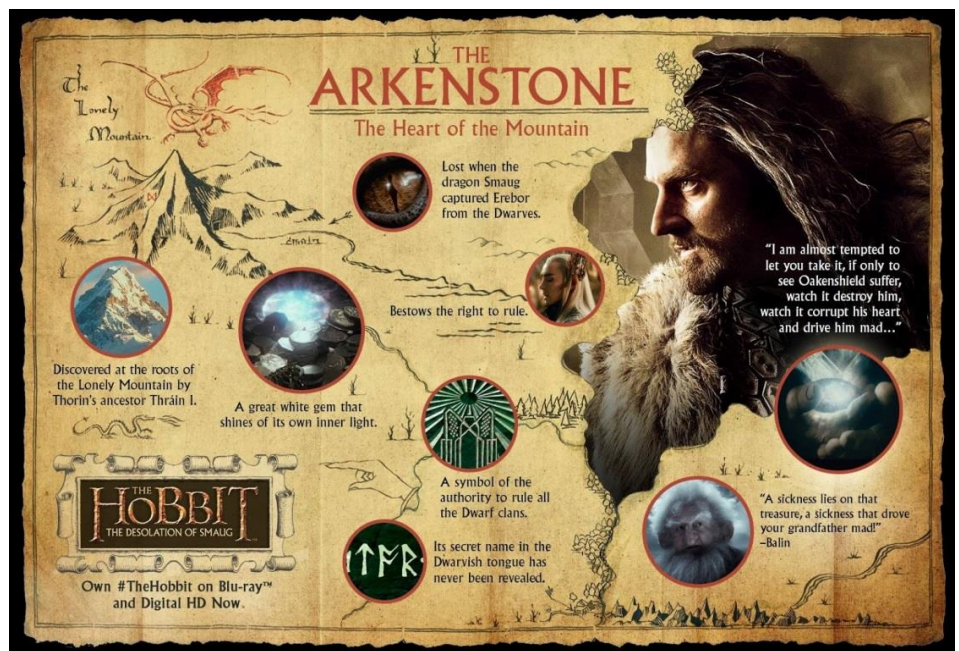 The
Lonely
Mountain.
THE
ARKENSTONE
The Heart of the Mountain
Lost when the
dragon Smaug
captured Erebor
from the Dwarves.
"I am almost tempted to
let you take it, if only to
see Oakenshield suffer,
watch it destroy him,
watch it corrupt his heart
and drive him mad..."
Bestows the right to rule.
Discovered at the roots of
the Lonely Mountain by
Thorin's ancestor Thráin I.
A great white gem that
shines of its own inner light.
A symbol of the
authority to rule all
the Dwarf clans.
"A sickness lies on that
treasure, a sickness that drove
your grandfather mad!"
–Balin
Its secret name in the
Dwarvish tongue has
never been revealed.
THE
HOBBIT
THE DESOLATION OF SMAUG
Own #TheHobbit on Blu-ray™
and Digital HD Now.